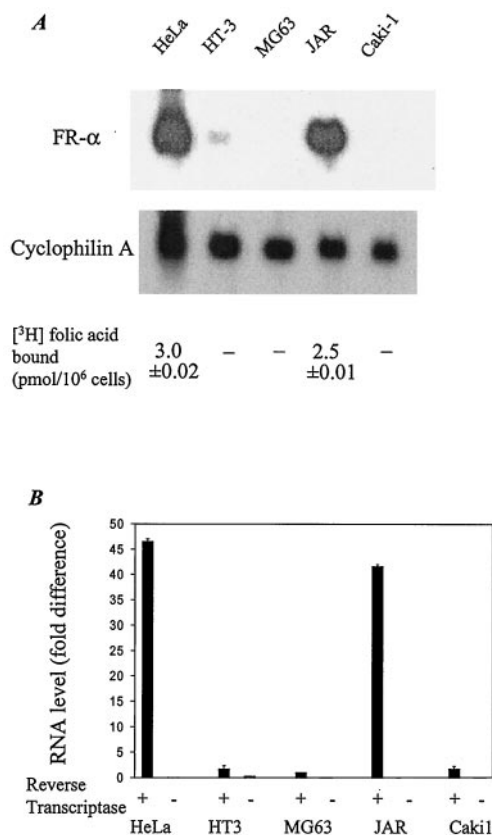 A
HeLa HT-3 MG63 JAR Caki-1
FR-α
Cyclophilin A
[³H] folic acid
bound
(pmol/10⁶ cells)
3.0 – – 2.5 –
±0.02 ±0.01
B
RNA level (fold difference)
50
45
40
35
30
25
20
15
10
5
0
Reverse
Transcriptase
+ - + - + - + - + -
HeLa HT3 MG63 JAR Caki1